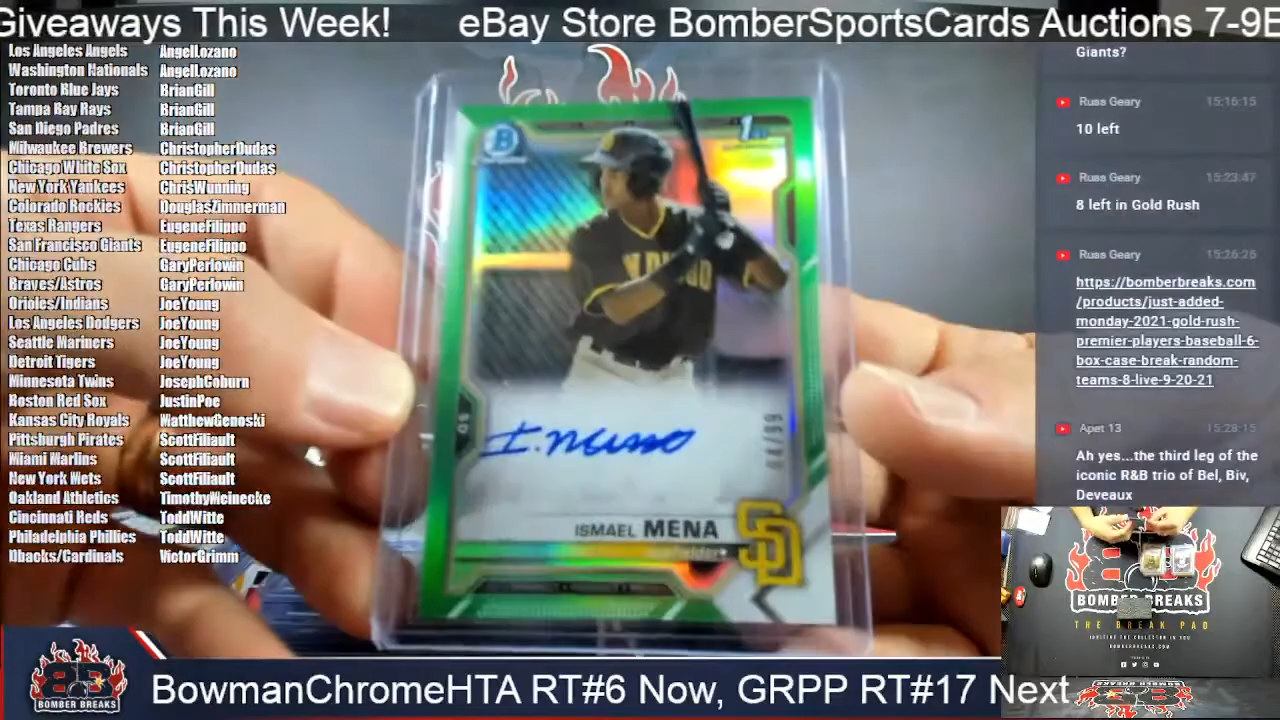 Giveaways This Week! eBay Store BomberSportsCards Auctions 7-9E
Los Angeles Angels AngelLozano
Washington Nationals AngelLozano
Toronto Blue Jays BrianGill
Tampa Ray Rays BrianGill
San Diego Padres BrianGill
Milwaukee Brewers ChristopherDudas
Chicago White Sox ChristopherDudas
New York Yankees ChrisWunning
Colorado Rockies DouglasZimmerman
Texas Rangers EugeneFilippo
San Francisco Giants EugeneFilippo
Chicago Cubs GaryPerlowin
Braves/Astros GaryPerlowin
Orioles/Indians JoeYoung
Los Angeles Dodgers JoeYoung
Seattle Mariners JoeYoung
Detroit Tigers JoeYoung
Minnesota Twins JosephCoburn
Boston Red Sox JustinPoe
Kansas City Royals MatthewGenoski
Pittsburgh Pirates ScottFiliault
Miami Marlins ScottFiliault
New York Mets ScottFiliault
Oakland Athletics TimothyWeinecke
Cincinnati Reds ToddWitte
Philadelphia Phillies ToddWitte
Dbacks/Cardinals VictorGrimm
B
1st
SD
I. Mena
44/99
ISMAEL MENA
SD
Giants?
Russ Geary 15:16:15
10 left
Russ Geary 15:23:47
8 left in Gold Rush
Russ Geary 15:26:25
https://bomberbreaks.com
/products/just-added-
monday-2021-gold-rush-
premier-players-baseball-6-
box-case-break-random-
teams-8-live-9-20-21
Apet 13 15:28:15
Ah yes...the third leg of the
iconic R&B trio of Bel, Biv,
Deveaux
BOMBER BREAKS
THE BREAK PAD
BOMBERBREAKS.COM
BOMBER BREAKS
BowmanChromeHTA RT#6 Now, GRPP RT#17 Next